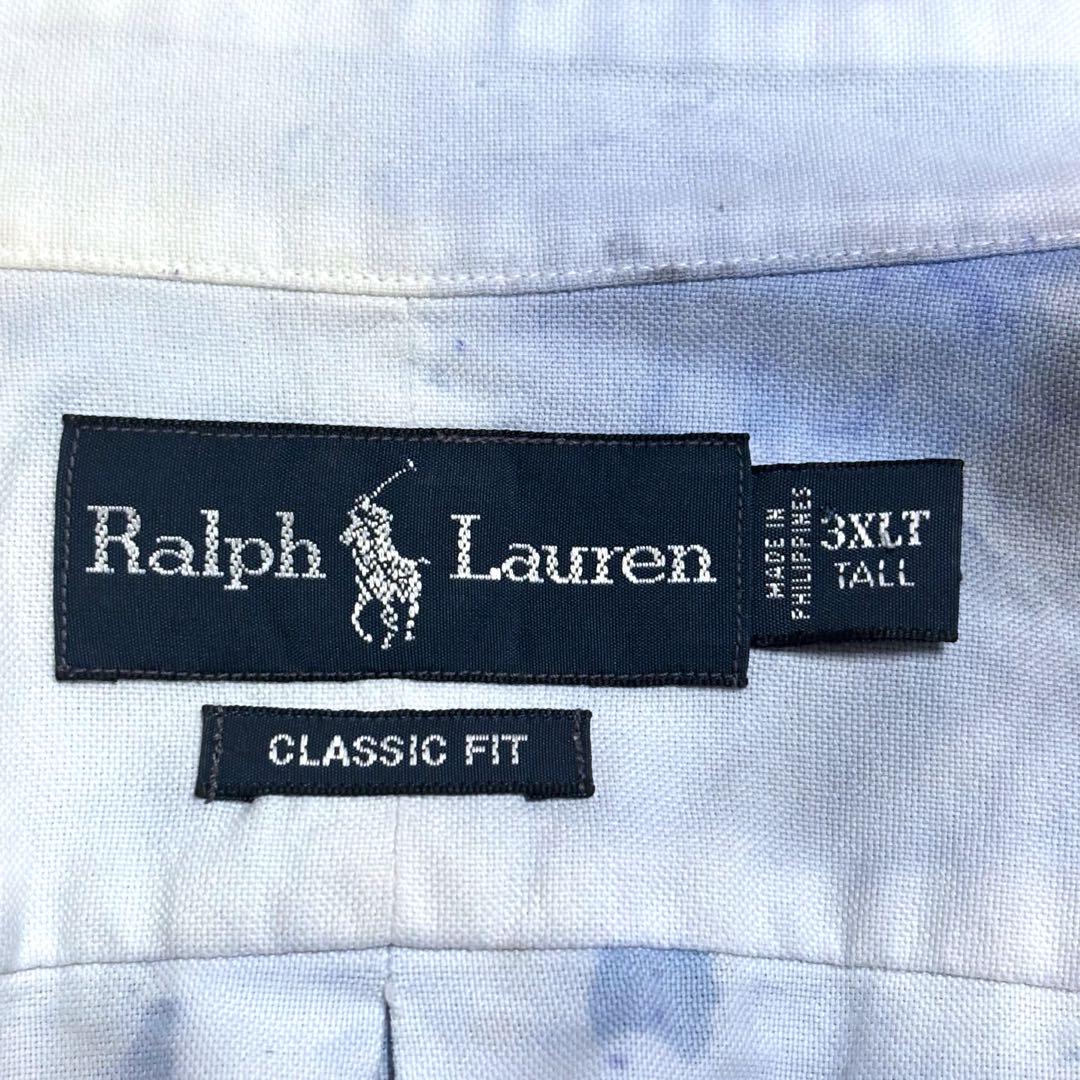 Ralph Lauren
MADE IN
PHILIPPINES
3XLT
TALL
CLASSIC FIT